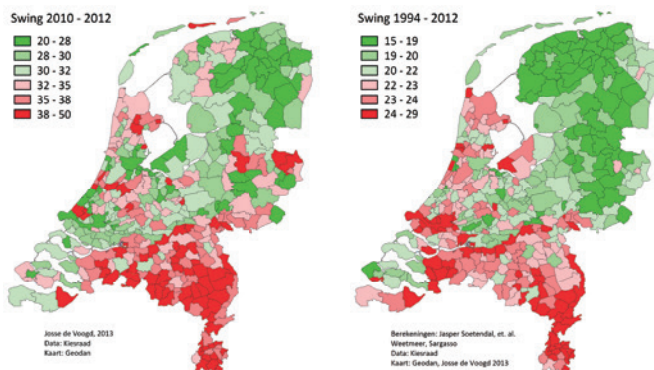 Swing 2010 - 2012
20 - 28
28 - 30
30 - 32
32 - 35
35 - 38
38 - 50
Josse de Voogd, 2013
Data: Kiesraad
Kaart: Geodan
Swing 1994 - 2012
15 - 19
19 - 20
20 - 22
22 - 23
23 - 24
24 - 29
Berekeningen: Jasper Soetendal, et. al.
Weetmeer, Sargasso
Data: Kiesraad
Kaart: Geodan, Josse de Voogd 2013